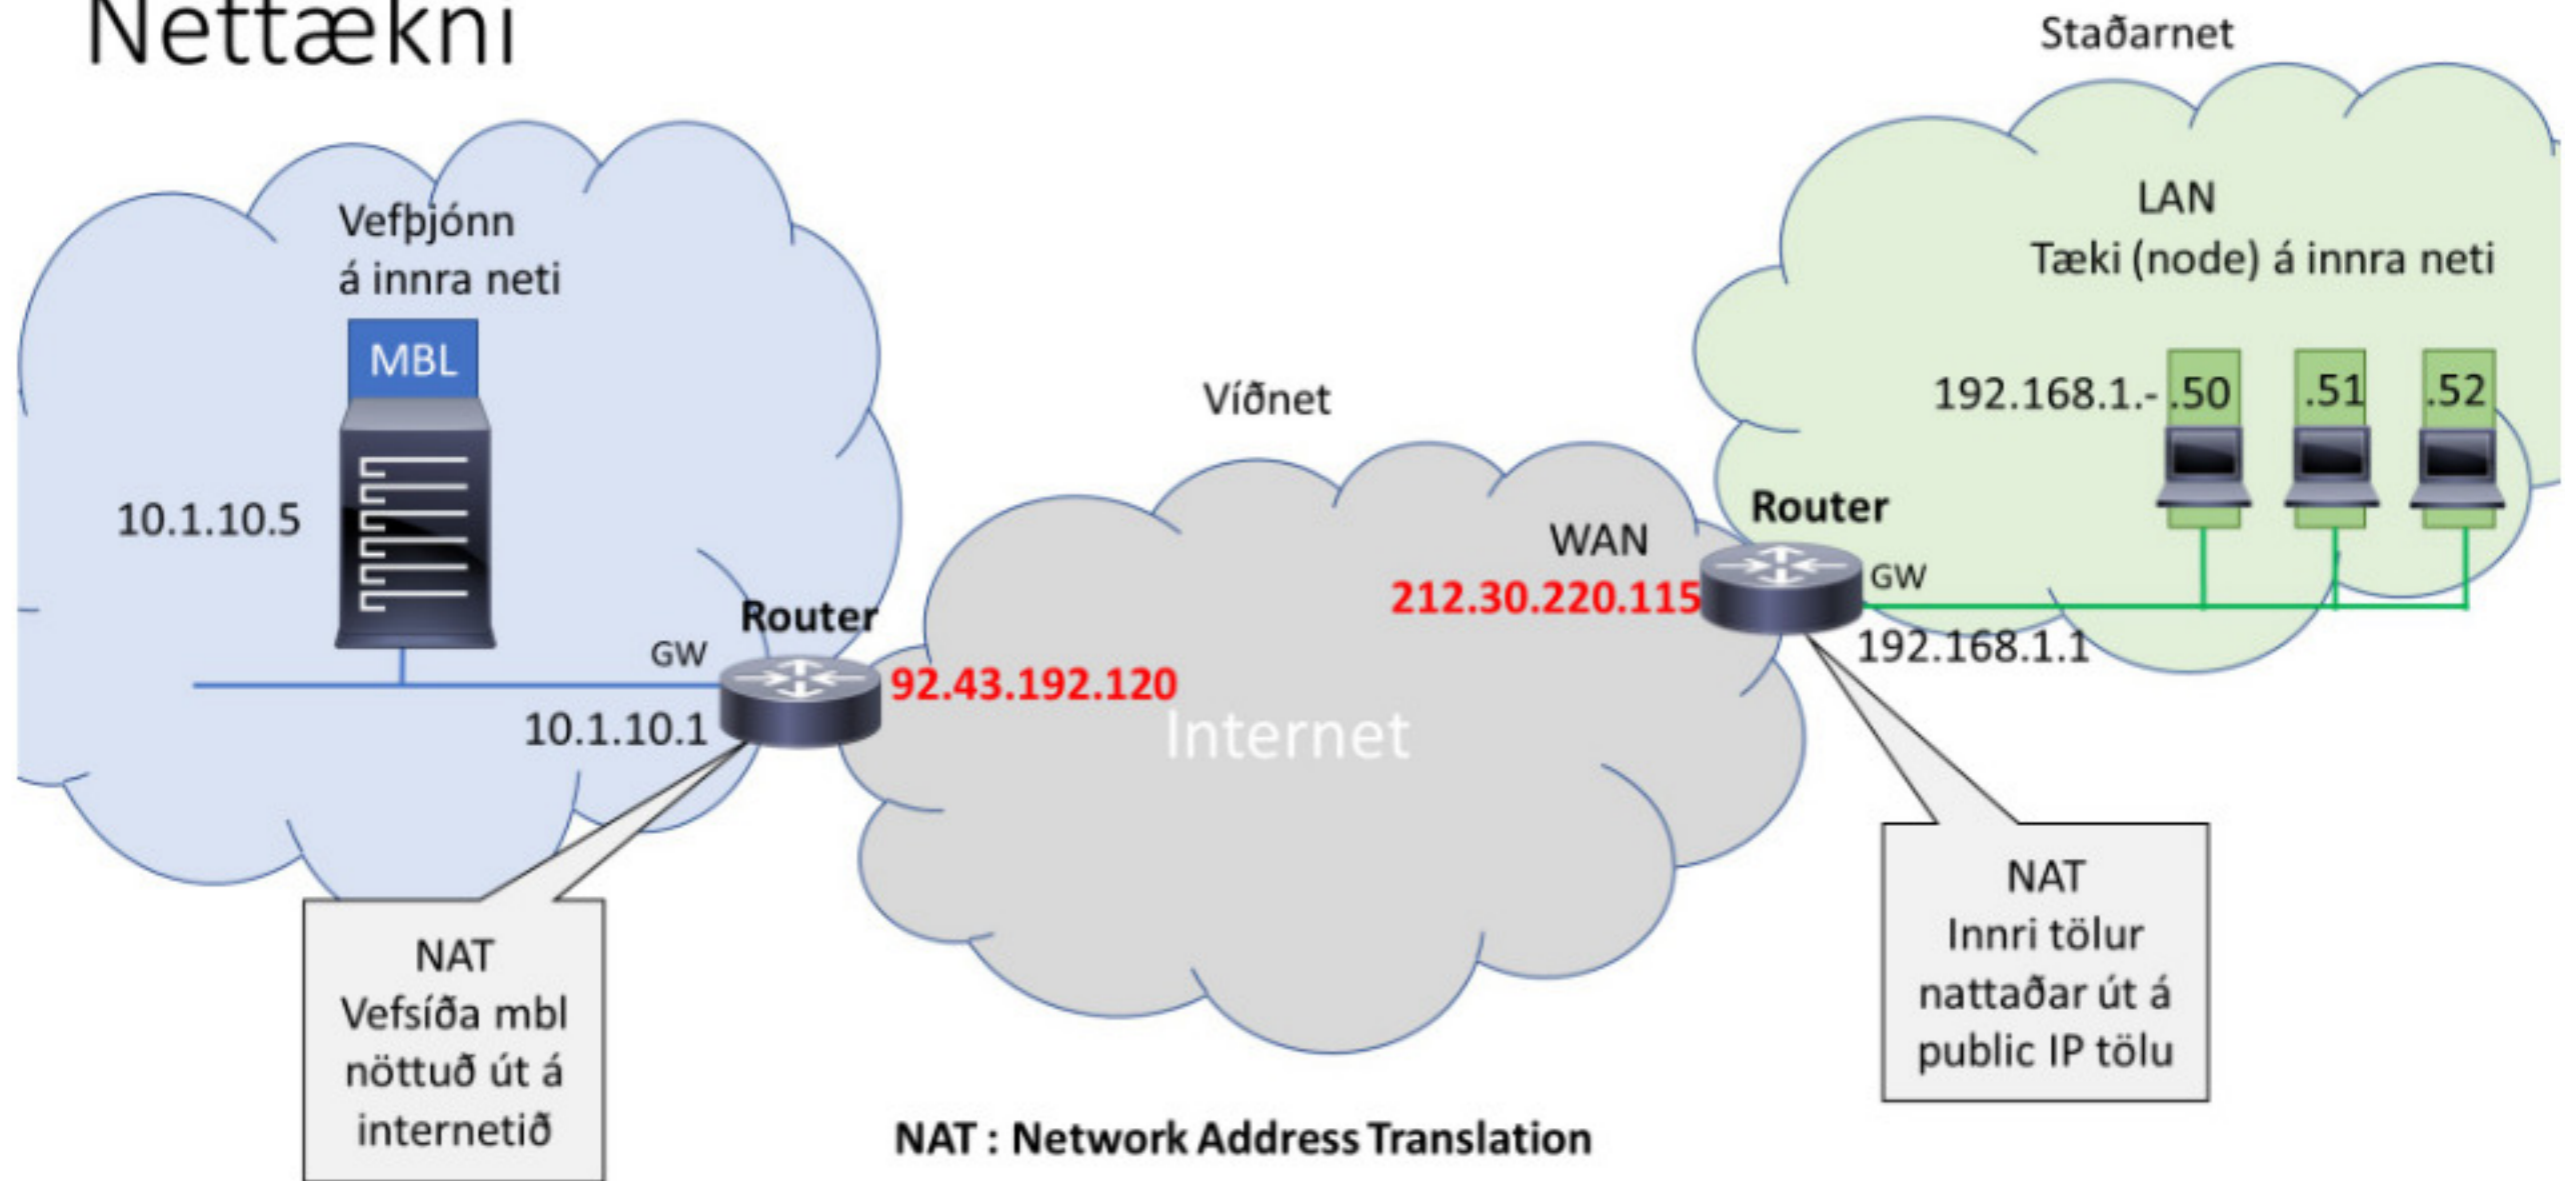 Nettækni
Staðarnet
Vefþjónn
á innra neti
MBL
10.1.10.5
Router
GW
10.1.10.1
92.43.192.120
NAT
Vefsíða mbl
nöttuð út á
internetið
Víðnet
WAN
212.30.220.115
Internet
NAT : Network Address Translation
LAN
Tæki (node) á innra neti
192.168.1.- .50 .51 .52
Router
GW
192.168.1.1
NAT
Innri tölur
nattaðar út á
public IP tölu